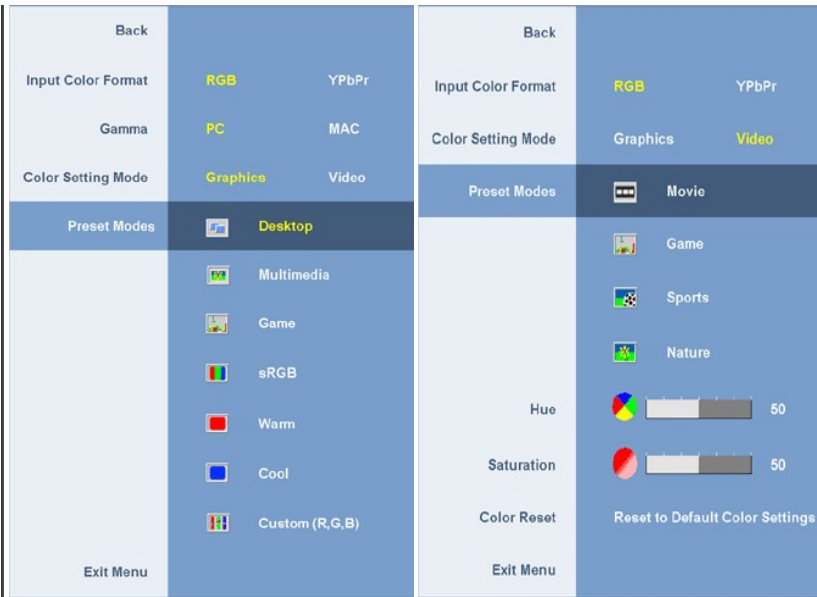 Back
Input Color Format RGB YPbPr
Gamma PC MAC
Color Setting Mode Graphics Video
Preset Modes Desktop
Multimedia
Game
sRGB
Warm
Cool
Custom (R,G,B)
Exit Menu
Back
Input Color Format RGB YPbPr
Color Setting Mode Graphics Video
Preset Modes Movie
Game
Sports
Nature
Hue 50
Saturation 50
Color Reset Reset to Default Color Settings
Exit Menu